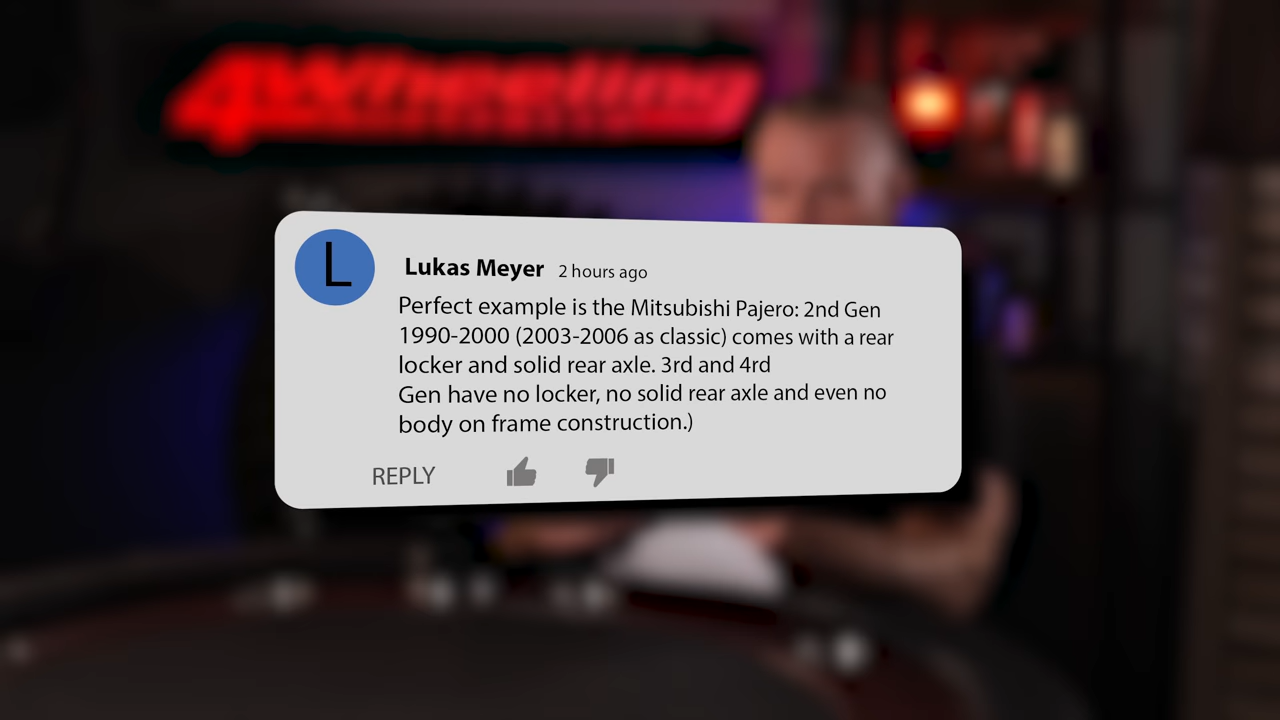 4Wheeling
L
Lukas Meyer 2 hours ago
Perfect example is the Mitsubishi Pajero: 2nd Gen
1990-2000 (2003-2006 as classic) comes with a rear
locker and solid rear axle. 3rd and 4rd
Gen have no locker, no solid rear axle and even no
body on frame construction.)
REPLY